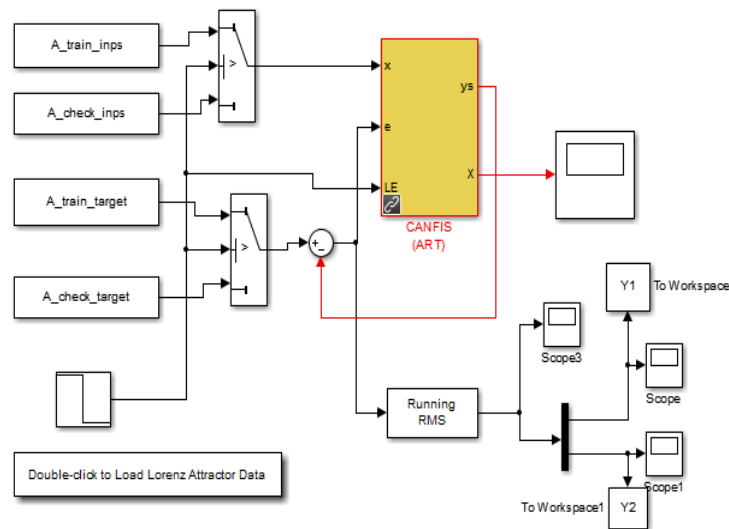 A_train_inps
A_check_inps
>
x
ys
e
X
LE
CANFIS
(ART)
A_train_target
A_check_target
>
+
-
Y1
To Workspace
Scope3
Scope
Running
RMS
Scope1
To Workspace1
Y2
Double-click to Load Lorenz Attractor Data